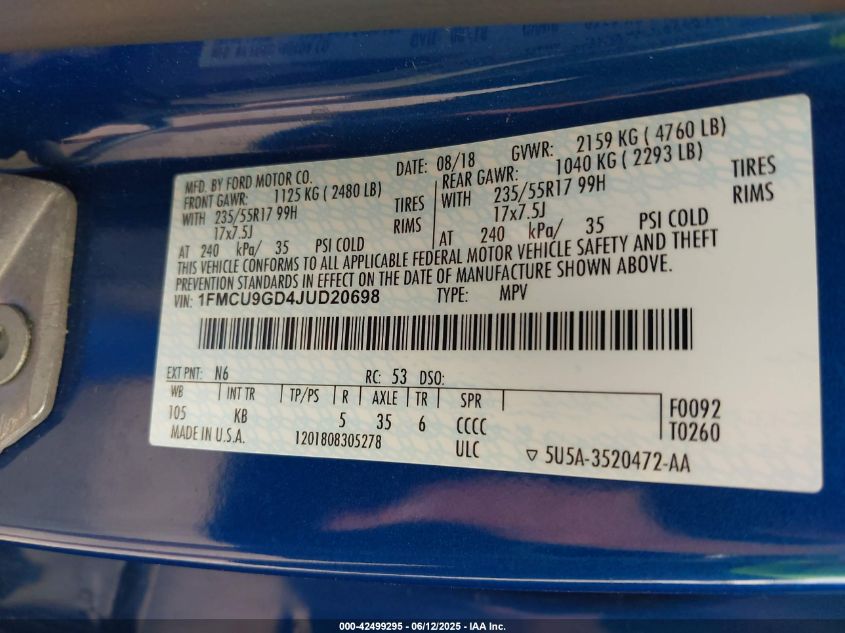 MFD. BY FORD MOTOR CO. DATE: 08/18 GVWR: 2159 KG ( 4760 LB)
FRONT GAWR: 1125 KG ( 2480 LB) REAR GAWR: 1040 KG ( 2293 LB)
WITH 235/55R17 99H TIRES WITH 235/55R17 99H TIRES
17x7.5J RIMS 17x7.5J RIMS
AT 240 kPa/ 35 PSI COLD AT 240 kPa/ 35 PSI COLD
THIS VEHICLE CONFORMS TO ALL APPLICABLE FEDERAL MOTOR VEHICLE SAFETY AND THEFT
PREVENTION STANDARDS IN EFFECT ON THE DATE OF MANUFACTURE SHOWN ABOVE.
VIN: 1FMCU9GD4JUD20698 TYPE: MPV
EXT PNT: N6 RC: 53 DSO:
WB INT TR TP/PS R AXLE TR SPR F0092
105 KB 5 35 6 CCCC T0260
MADE IN U.S.A. 1201808305278 ULC ▽ 5U5A-3520472-AA
000-42499295 - 06/12/2025 - IAA Inc.